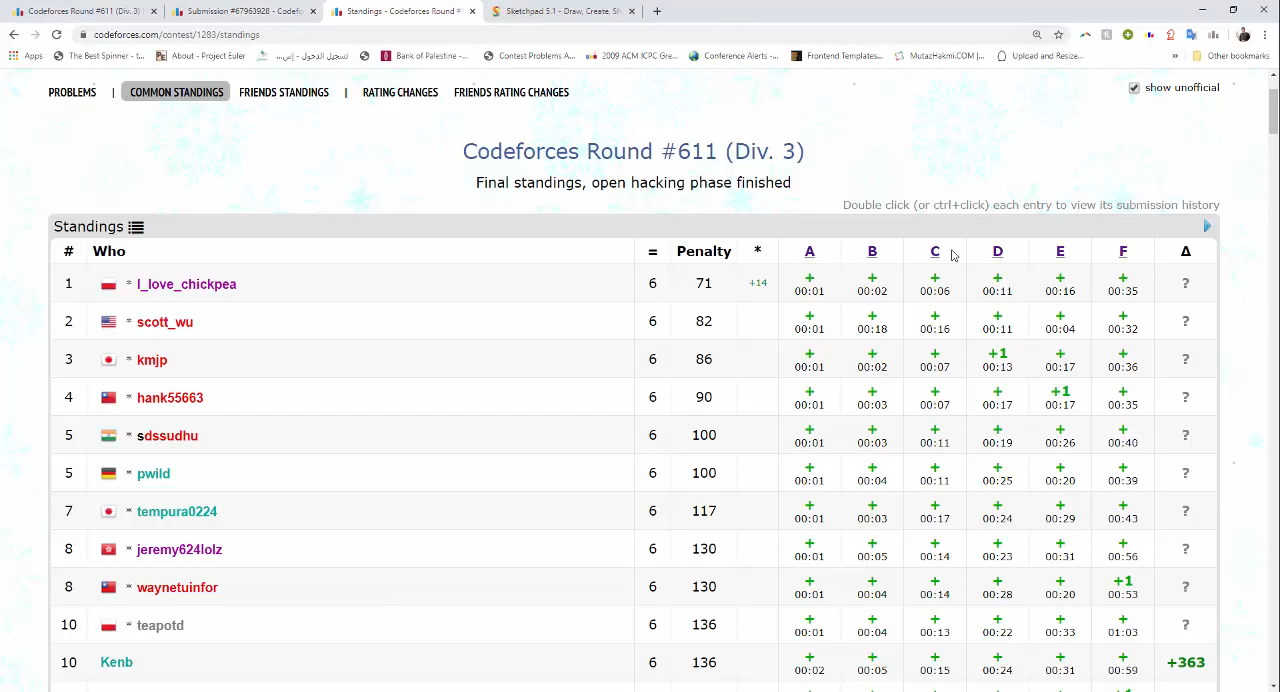 Codeforces Round #611 (Div. 3) Submission #67963928 - Codef Standings - Codeforces Round # Sketchpad 5.1 - Draw, Create, Sh
codeforces.com/contest/1283/standings
Apps The Best Spinner - t... About - Project Euler تسجيل الدخول - إس... Bank of Palestine -... Contest Problems A... 2009 ACM ICPC Gre... Conference Alerts -... Frontend Templates... MutazHakmi.COM |... Upload and Resize... » Other bookmarks
PROBLEMS | COMMON STANDINGS FRIENDS STANDINGS | RATING CHANGES FRIENDS RATING CHANGES show unofficial
Codeforces Round #611 (Div. 3)
Final standings, open hacking phase finished
Double click (or ctrl+click) each entry to view its submission history
Standings
# Who = Penalty * A B C D E F Δ
1 * I_love_chickpea 6 71 +14 + + + + + + ?
00:01 00:02 00:06 00:11 00:16 00:35
2 * scott_wu 6 82 + + + + + + ?
00:01 00:18 00:16 00:11 00:04 00:32
3 * kmjp 6 86 + + + +1 + + ?
00:01 00:02 00:07 00:13 00:17 00:36
4 * hank55663 6 90 + + + + +1 + ?
00:01 00:03 00:07 00:17 00:17 00:35
5 * sdssudhu 6 100 + + + + + + ?
00:01 00:03 00:11 00:19 00:26 00:40
5 * pwild 6 100 + + + + + + ?
00:01 00:04 00:11 00:25 00:20 00:39
7 * tempura0224 6 117 + + + + + + ?
00:01 00:03 00:17 00:24 00:29 00:43
8 * jeremy624lolz 6 130 + + + + + + ?
00:01 00:05 00:14 00:23 00:31 00:56
8 * waynetuinfor 6 130 + + + + + +1 ?
00:01 00:04 00:14 00:28 00:20 00:53
10 * teapotd 6 136 + + + + + + ?
00:01 00:04 00:13 00:22 00:33 01:03
10 Kenb 6 136 + + + + + + +363
00:02 00:05 00:15 00:24 00:31 00:59